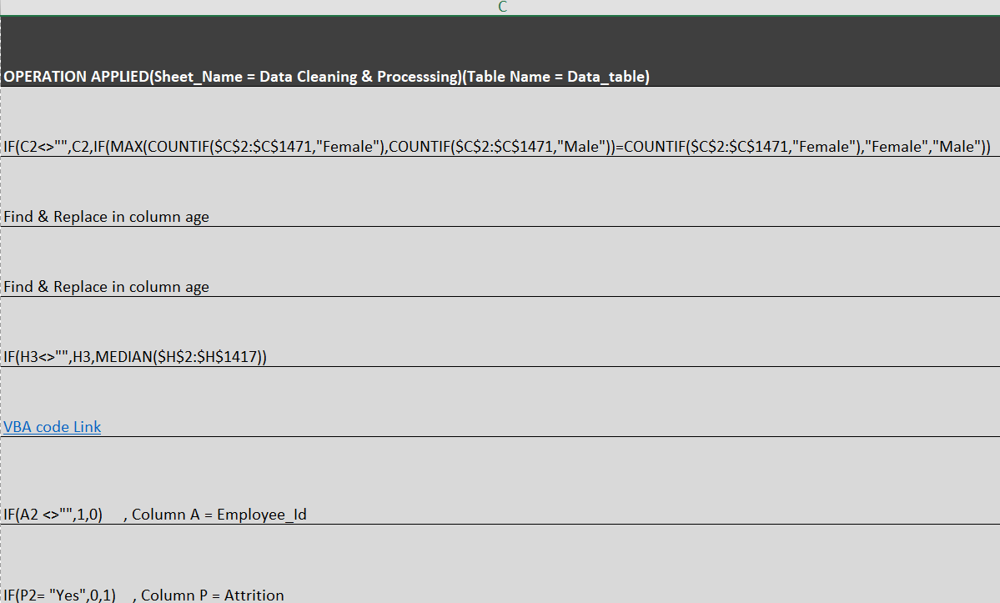 C
OPERATION APPLIED(Sheet_Name = Data Cleaning & Processsing)(Table Name = Data_table)
IF(C2<>"",C2,IF(MAX(COUNTIF($C$2:$C$1471,"Female"),COUNTIF($C$2:$C$1471,"Male"))=COUNTIF($C$2:$C$1471,"Female"),"Female","Male"))
Find & Replace in column age
Find & Replace in column age
IF(H3<>"",H3,MEDIAN($H$2:$H$1417))
VBA code Link
IF(A2 <>"",1,0) , Column A = Employee_Id
IF(P2= "Yes",0,1) , Column P = Attrition